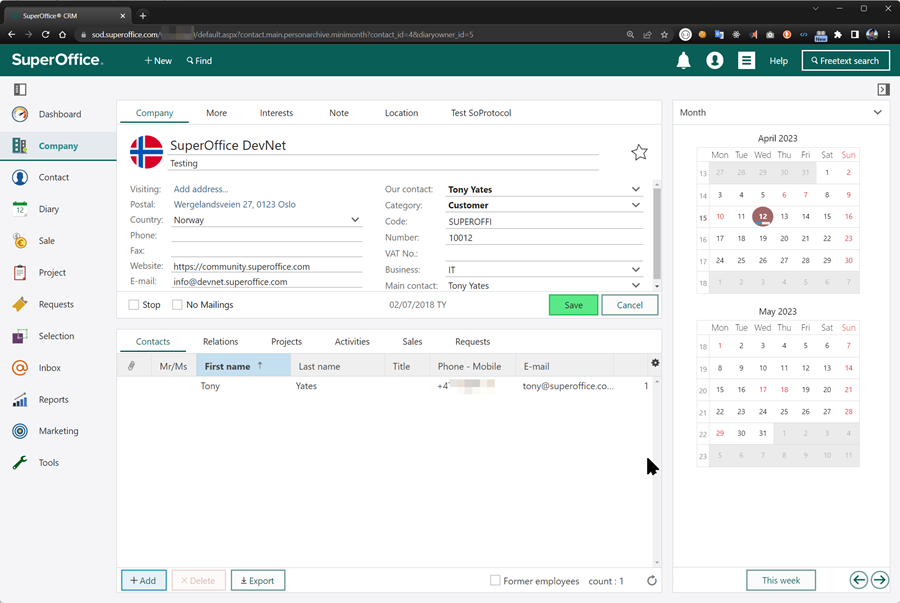 SuperOffice® CRM
sod.superoffice.com/ /default.aspx?contact.main.personarchive.minimonth?contact_id=4&diaryowner_id=5
New
SuperOffice.
+ New Find Help Freetext search
Dashboard
Company
Contact
Diary
12
Sale
Project
Requests
Selection
Inbox
Reports
Marketing
Tools
Company More Interests Note Location Test SoProtocol
SuperOffice DevNet
Testing
Visiting: Add address...
Postal: Wergelandsveien 27, 0123 Oslo
Country: Norway
Phone:
Fax:
Website: https://community.superoffice.com
E-mail: info@devnet.superoffice.com
Our contact: Tony Yates
Category: Customer
Code: SUPEROFFI
Number: 10012
VAT No.:
Business: IT
Main contact: Tony Yates
Stop No Mailings 02/07/2018 TY Save Cancel
Contacts Relations Projects Activities Sales Requests
Mr/Ms First name ↑ Last name Title Phone - Mobile E-mail
Tony Yates +4 tony@superoffice.co... 1
+ Add × Delete Export Former employees count : 1
Month
April 2023
Mon Tue Wed Thu Fri Sat Sun
13 27 28 29 30 31 1 2
14 3 4 5 6 7 8 9
15 10 11 12 13 14 15 16
16 17 18 19 20 21 22 23
17 24 25 26 27 28 29 30
18 1 2 3 4 5 6 7
May 2023
Mon Tue Wed Thu Fri Sat Sun
18 1 2 3 4 5 6 7
19 8 9 10 11 12 13 14
20 15 16 17 18 19 20 21
21 22 23 24 25 26 27 28
22 29 30 31 1 2 3 4
23 5 6 7 8 9 10 11
This week